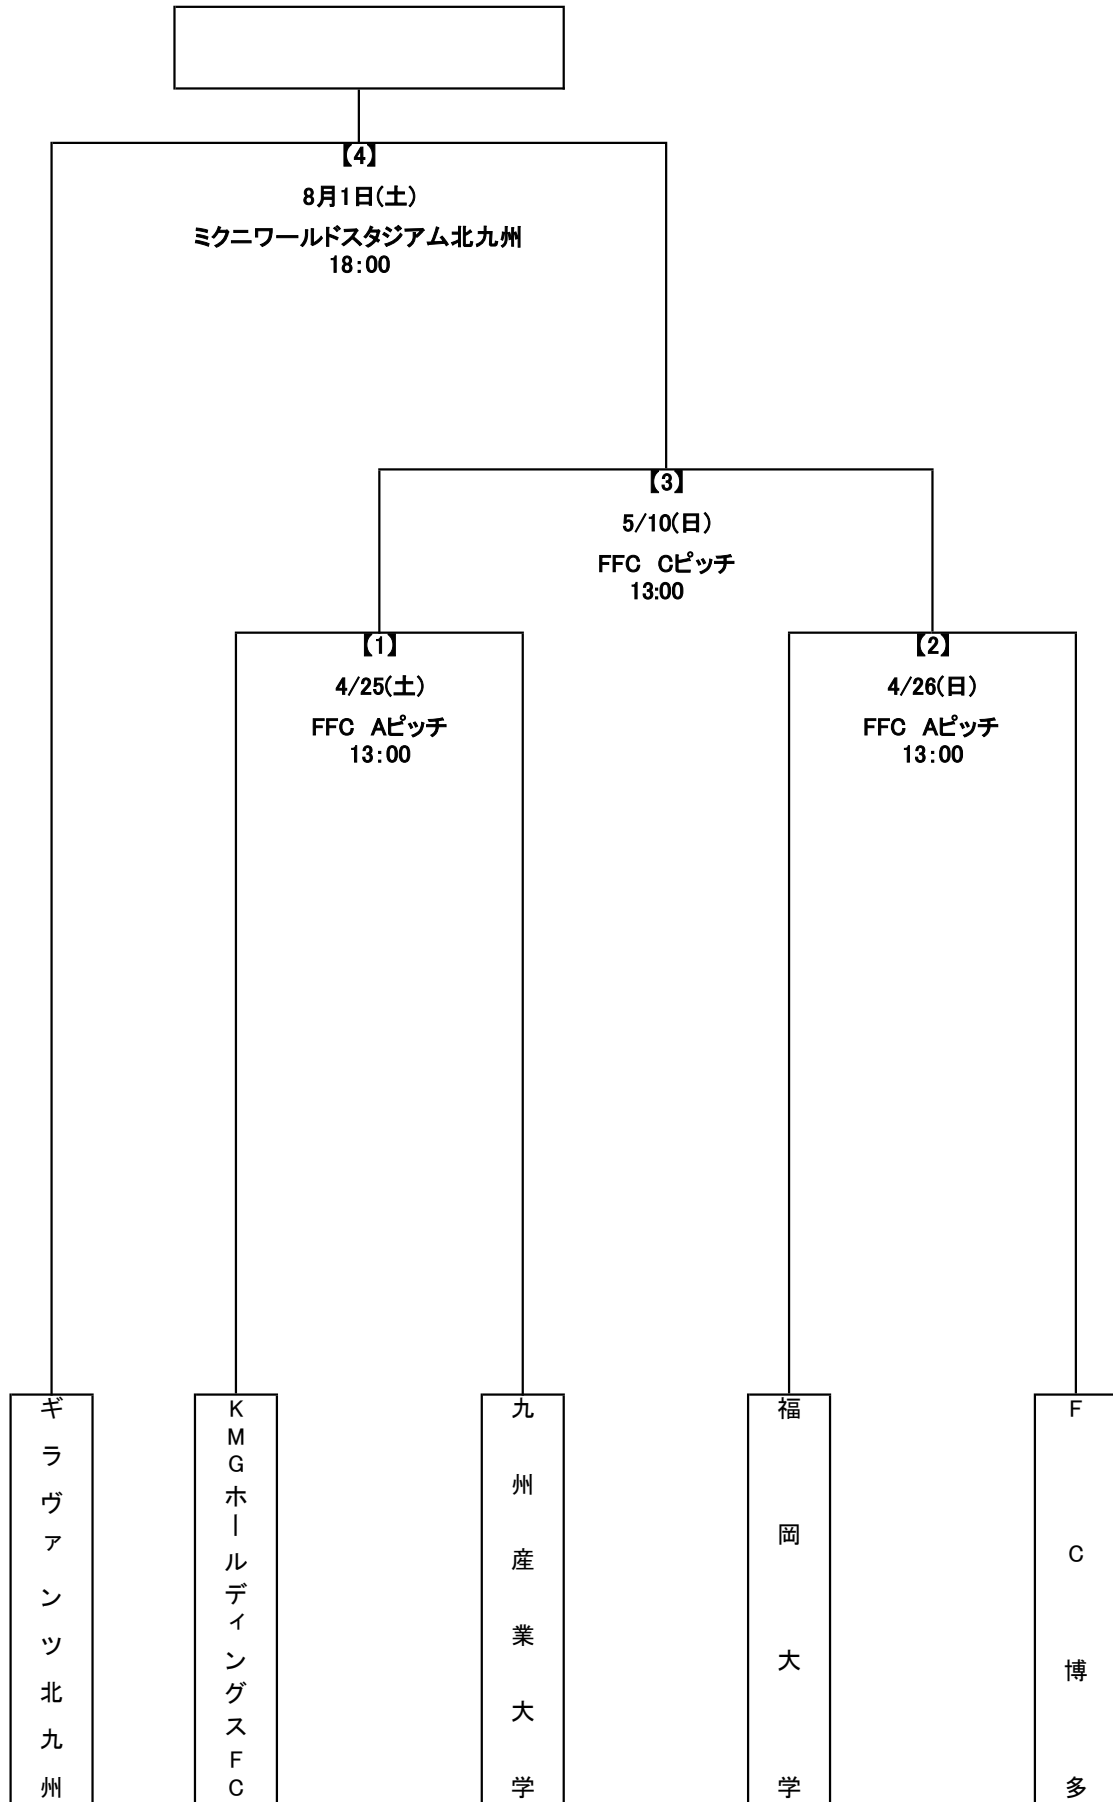 【4】
8月1日(土)
ミクニワールドスタジアム北九州
18:00
【3】
5/10(日)
FFC　Cピッチ
13:00
【1】
4/25(土)
FFC　Aピッチ
13:00
【2】
4/26(日)
FFC　Aピッチ
13:00
ギラヴァンツ北九州
KMGホールディングスFC
九州産業大学
福岡大学
FC博多